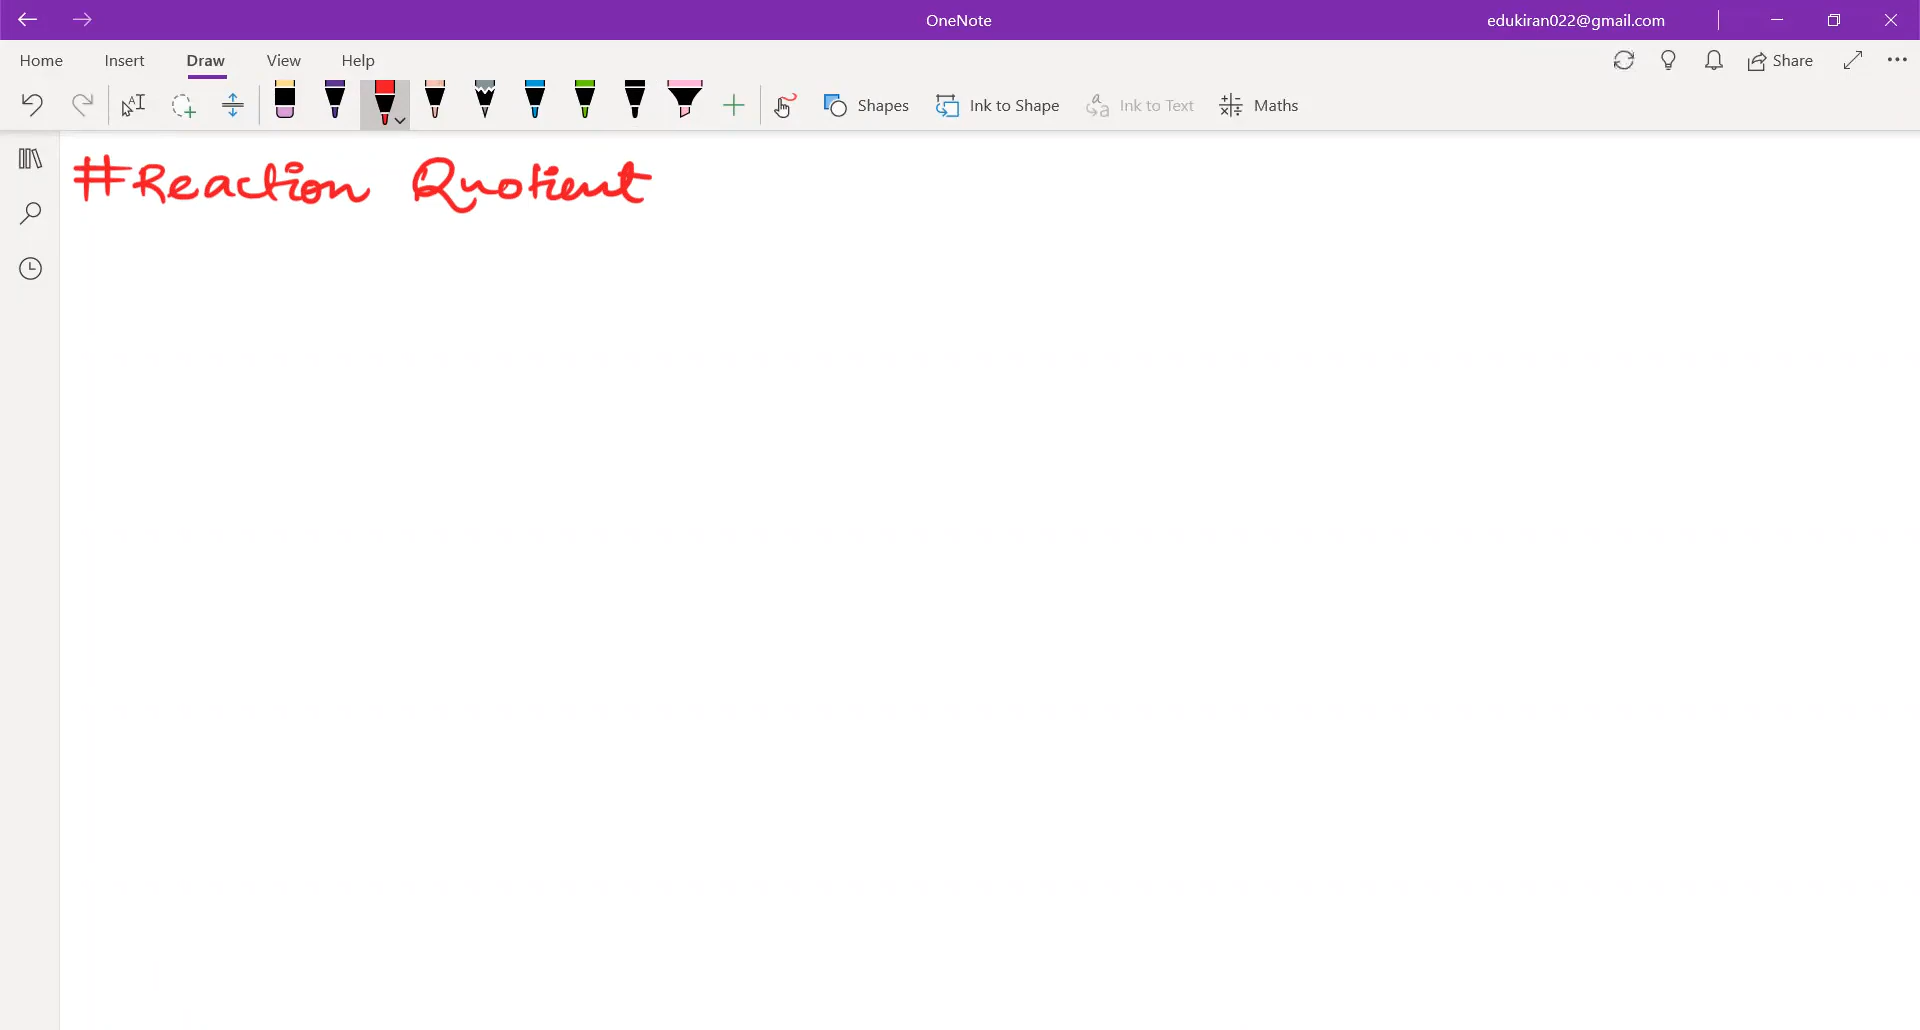 OneNote
edukiran022@gmail.com
Home Insert Draw View Help
Share
Shapes Ink to Shape Ink to Text Maths
#Reaction Quotient